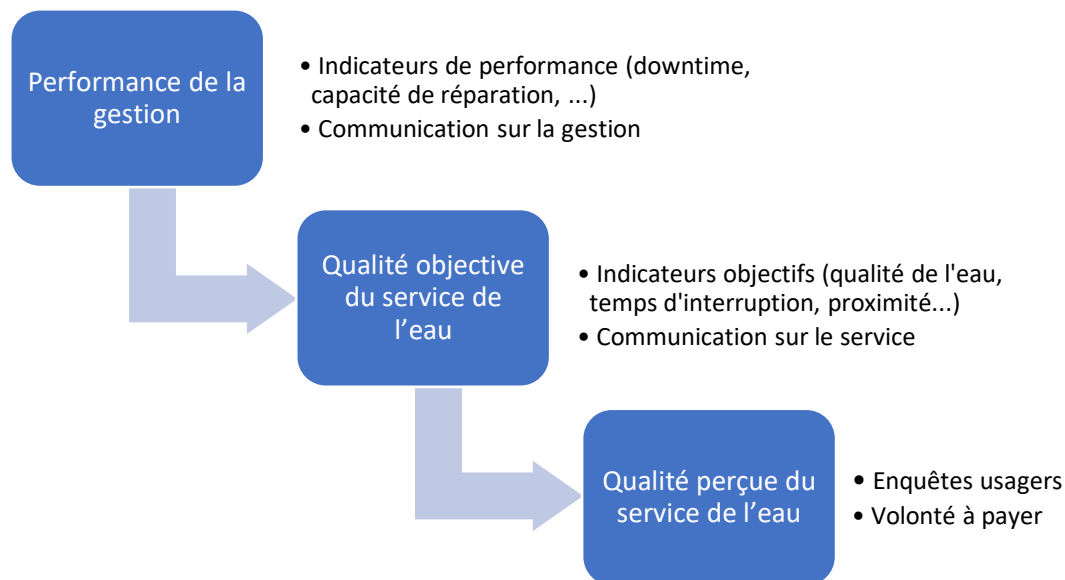 Performance de la
gestion
• Indicateurs de performance (downtime,
capacité de réparation, ...)
• Communication sur la gestion
Qualité objective
du service de
l’eau
• Indicateurs objectifs (qualité de l'eau,
temps d'interruption, proximité...)
• Communication sur le service
Qualité perçue du
service de l’eau
• Enquêtes usagers
• Volonté à payer